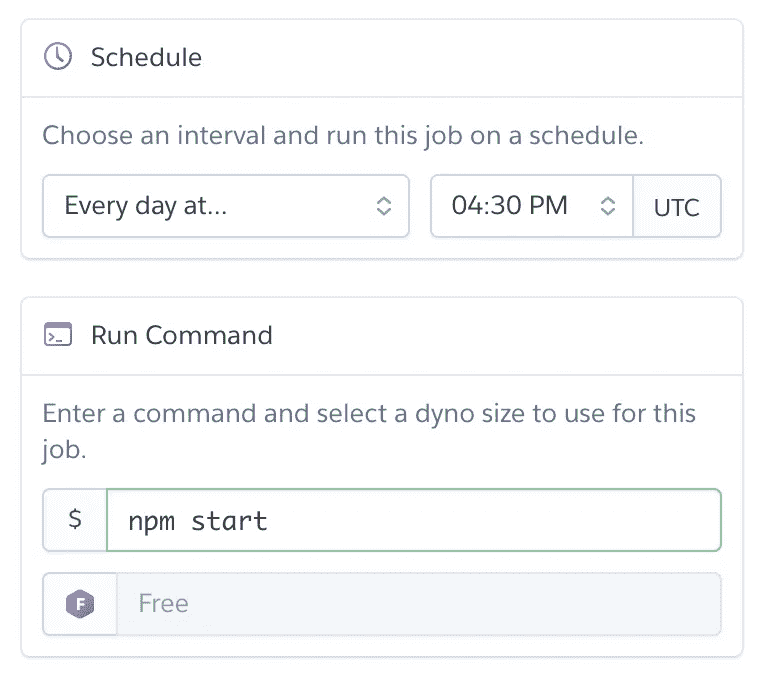 Schedule
Choose an interval and run this job on a schedule.
Every day at...
04:30 PM
UTC
Run Command
Enter a command and select a dyno size to use for this
job.
$
npm start
F
Free